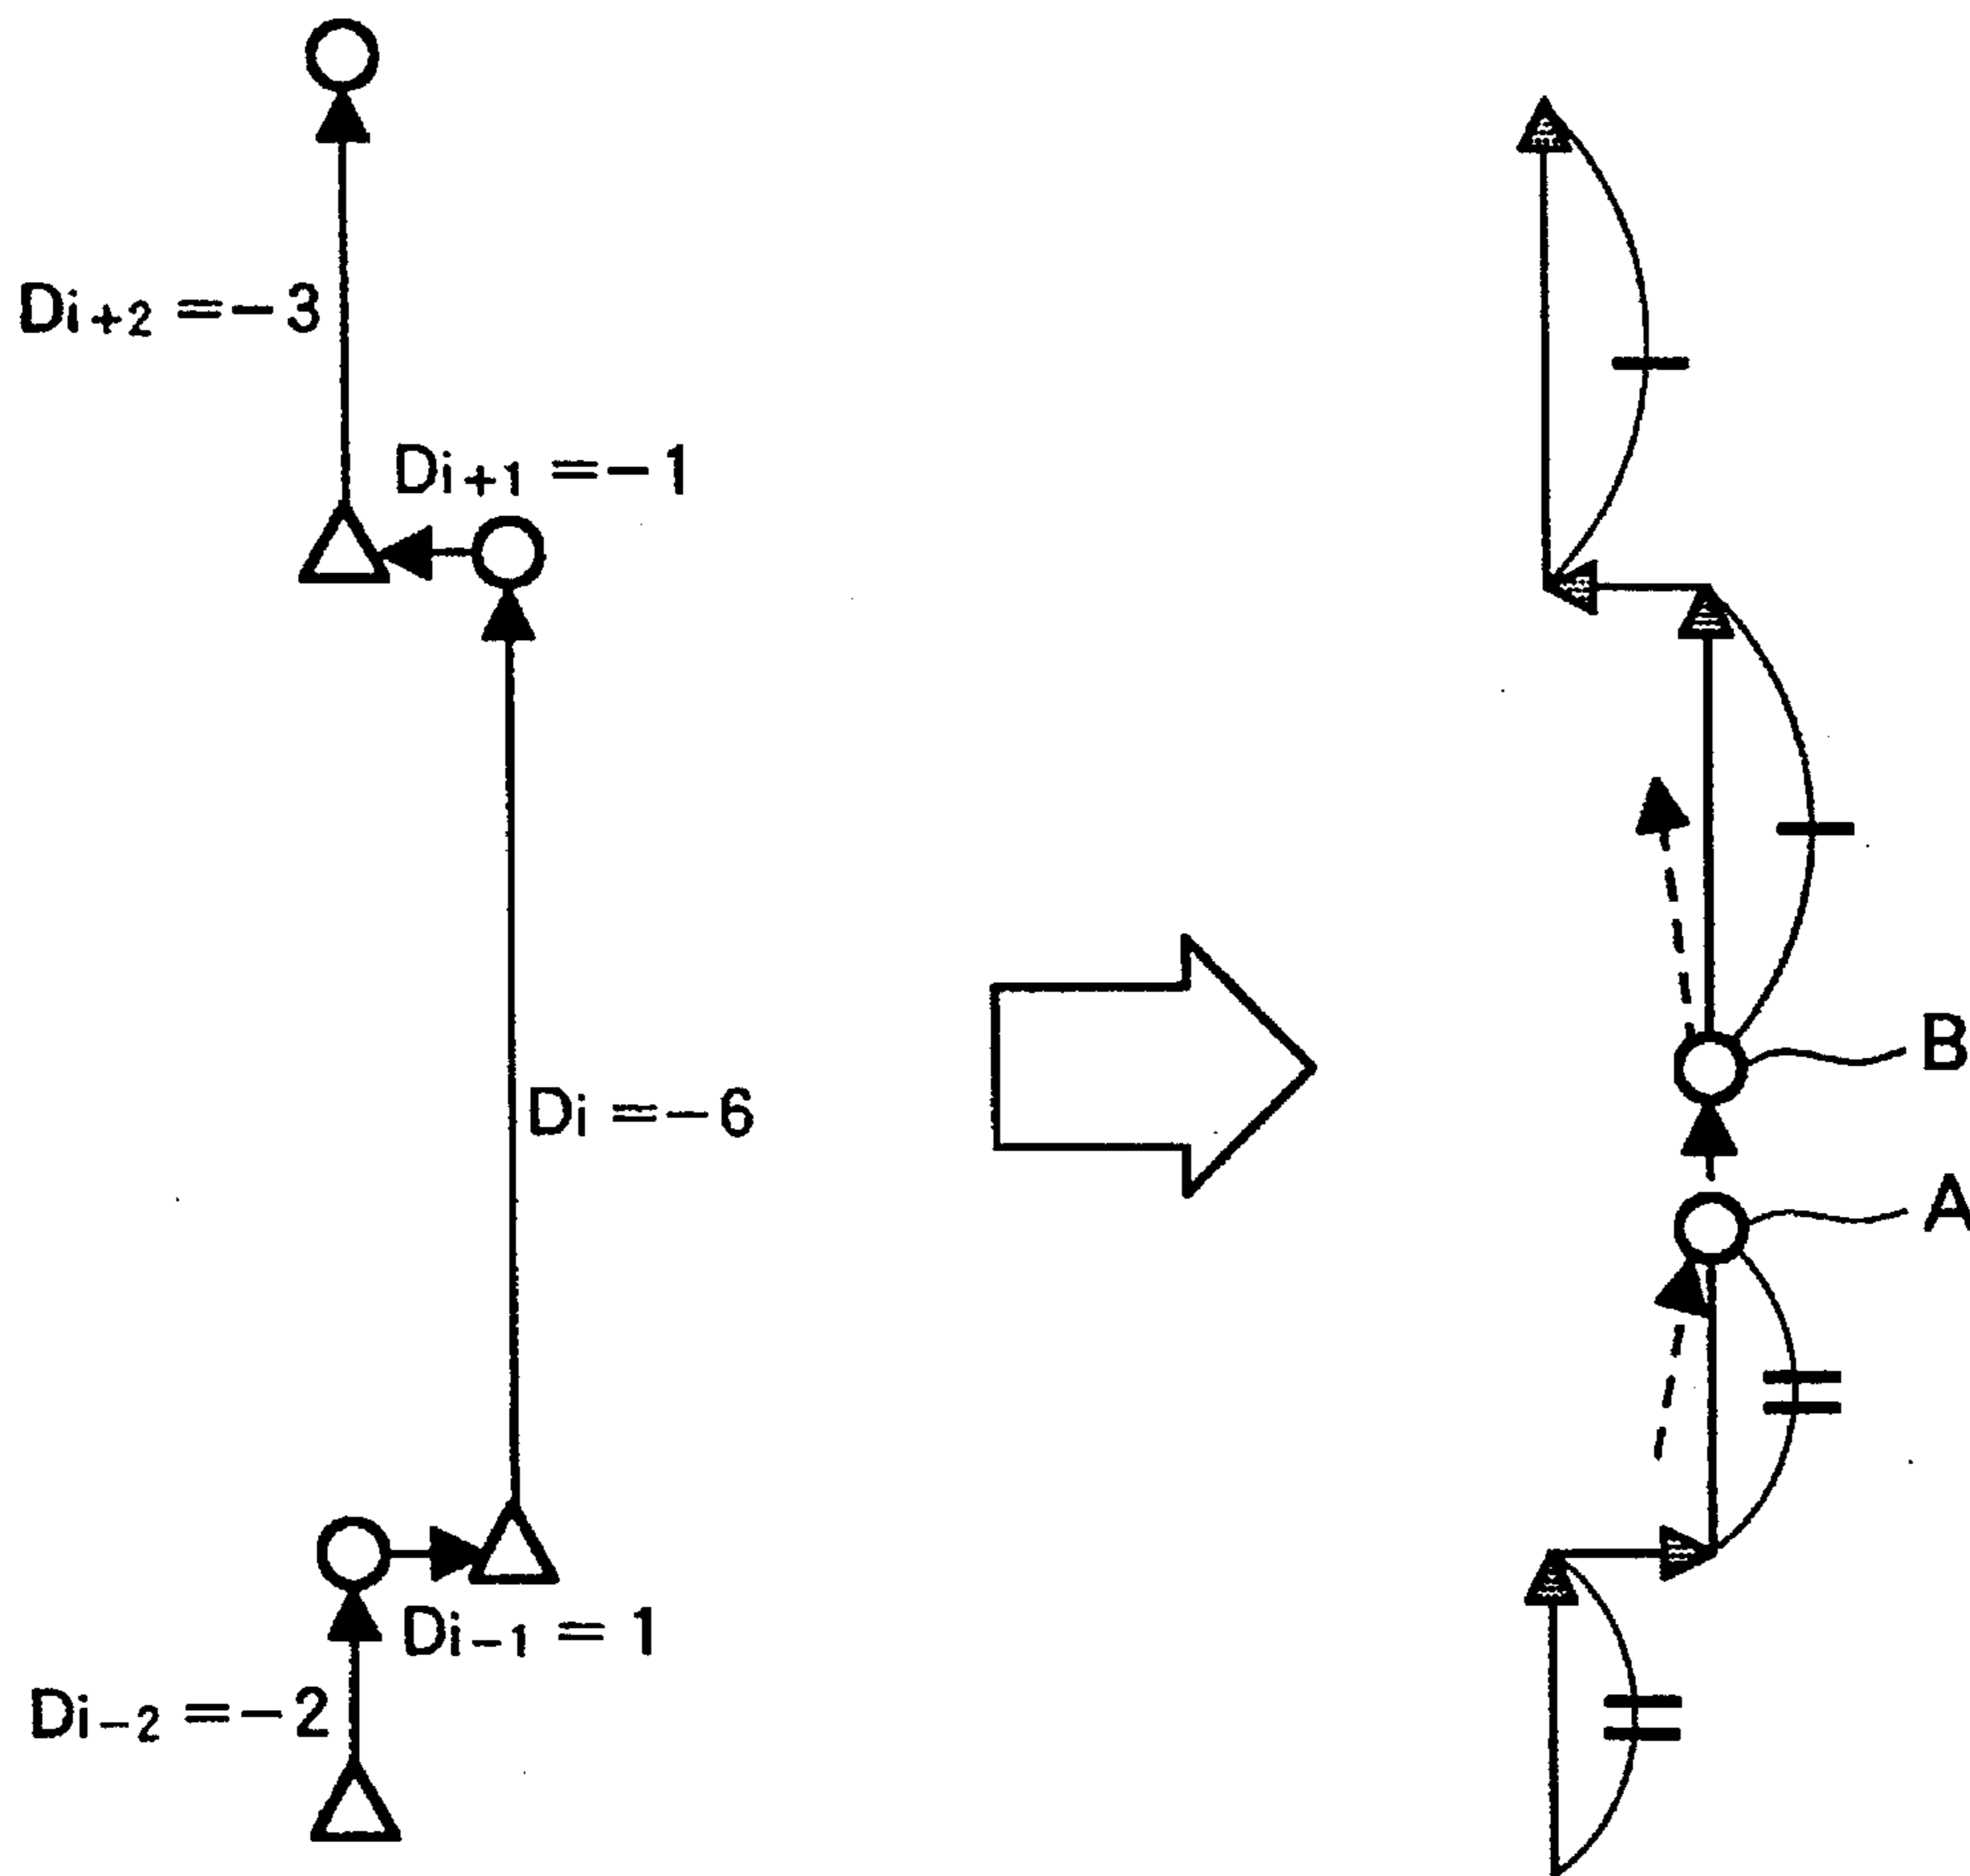 Di+2 =-3
Di+1 =-1
B
Di =-6
A
Di-1 =1
Di-2 =-2